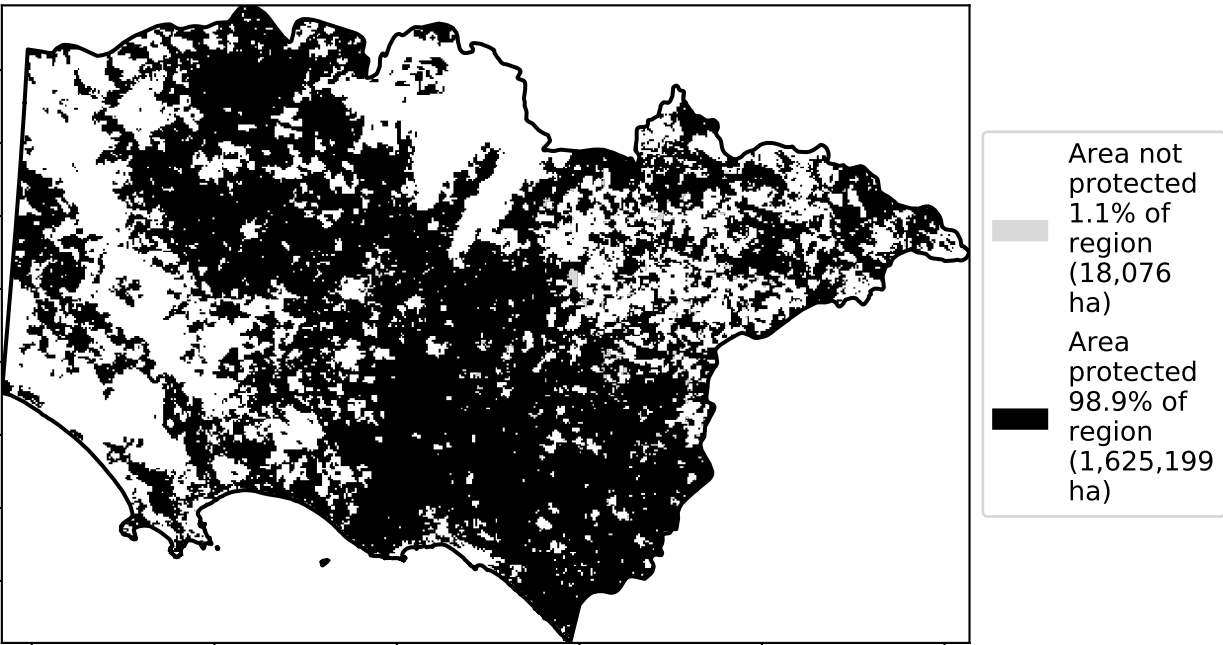 Area not
protected
1.1% of
region
(18,076
ha)
Area
protected
98.9% of
region
(1,625,199
ha)